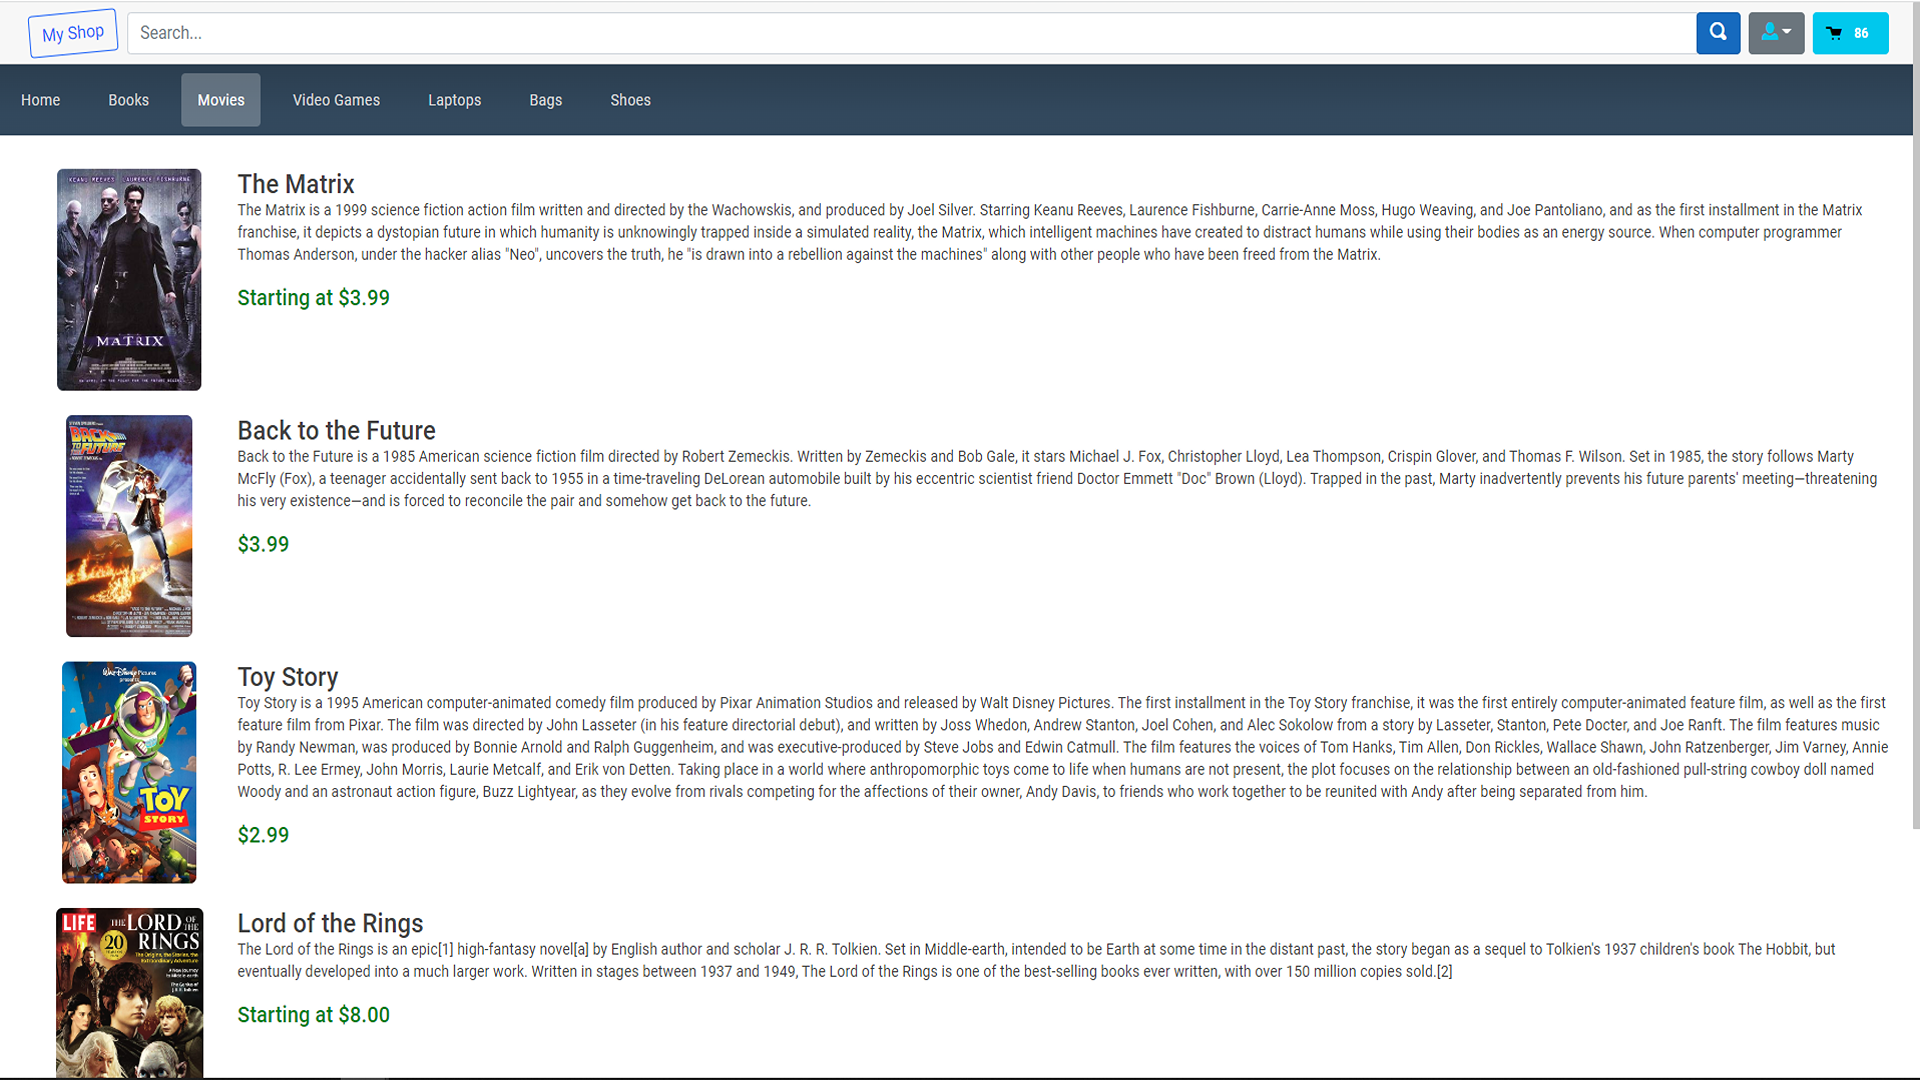 My Shop
Search...
86
Home
Books
Movies
Video Games
Laptops
Bags
Shoes
KEANU REEVES LAURENCE FISHBURNE
MATRIX
The Matrix
The Matrix is a 1999 science fiction action film written and directed by the Wachowskis, and produced by Joel Silver. Starring Keanu Reeves, Laurence Fishburne, Carrie-Anne Moss, Hugo Weaving, and Joe Pantoliano, and as the first installment in the Matrix
franchise, it depicts a dystopian future in which humanity is unknowingly trapped inside a simulated reality, the Matrix, which intelligent machines have created to distract humans while using their bodies as an energy source. When computer programmer
Thomas Anderson, under the hacker alias "Neo", uncovers the truth, he "is drawn into a rebellion against the machines" along with other people who have been freed from the Matrix.
Starting at $3.99
BACK
TO THE
FUTURE
Back to the Future
Back to the Future is a 1985 American science fiction film directed by Robert Zemeckis. Written by Zemeckis and Bob Gale, it stars Michael J. Fox, Christopher Lloyd, Lea Thompson, Crispin Glover, and Thomas F. Wilson. Set in 1985, the story follows Marty
McFly (Fox), a teenager accidentally sent back to 1955 in a time-traveling DeLorean automobile built by his eccentric scientist friend Doctor Emmett "Doc" Brown (Lloyd). Trapped in the past, Marty inadvertently prevents his future parents' meeting—threatening
his very existence—and is forced to reconcile the pair and somehow get back to the future.
$3.99
Walt Disney Pictures
presents
TOY
STORY
Toy Story
Toy Story is a 1995 American computer-animated comedy film produced by Pixar Animation Studios and released by Walt Disney Pictures. The first installment in the Toy Story franchise, it was the first entirely computer-animated feature film, as well as the first
feature film from Pixar. The film was directed by John Lasseter (in his feature directorial debut), and written by Joss Whedon, Andrew Stanton, Joel Cohen, and Alec Sokolow from a story by Lasseter, Stanton, Pete Docter, and Joe Ranft. The film features music
by Randy Newman, was produced by Bonnie Arnold and Ralph Guggenheim, and was executive-produced by Steve Jobs and Edwin Catmull. The film features the voices of Tom Hanks, Tim Allen, Don Rickles, Wallace Shawn, John Ratzenberger, Jim Varney, Annie
Potts, R. Lee Ermey, John Morris, Laurie Metcalf, and Erik von Detten. Taking place in a world where anthropomorphic toys come to life when humans are not present, the plot focuses on the relationship between an old-fashioned pull-string cowboy doll named
Woody and an astronaut action figure, Buzz Lightyear, as they evolve from rivals competing for the affections of their owner, Andy Davis, to friends who work together to be reunited with Andy after being separated from him.
$2.99
LIFE
THE LORD OF THE
RINGS
20
The Origins, the Stories, the
Extraordinary Adventure
Lord of the Rings
The Lord of the Rings is an epic[1] high-fantasy novel[a] by English author and scholar J. R. R. Tolkien. Set in Middle-earth, intended to be Earth at some time in the distant past, the story began as a sequel to Tolkien's 1937 children's book The Hobbit, but
eventually developed into a much larger work. Written in stages between 1937 and 1949, The Lord of the Rings is one of the best-selling books ever written, with over 150 million copies sold.[2]
Starting at $8.00